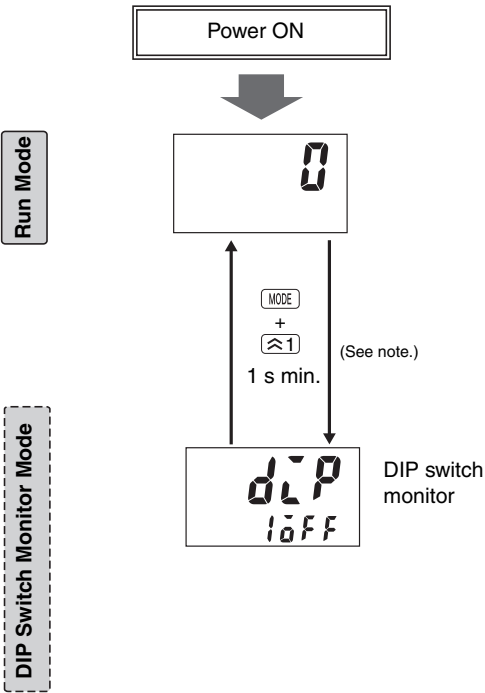 Power ON
Run Mode
0
MODE
+
1
(See note.)
1 s min.
DIP Switch Monitor Mode
diP
1oFF
DIP switch
monitor